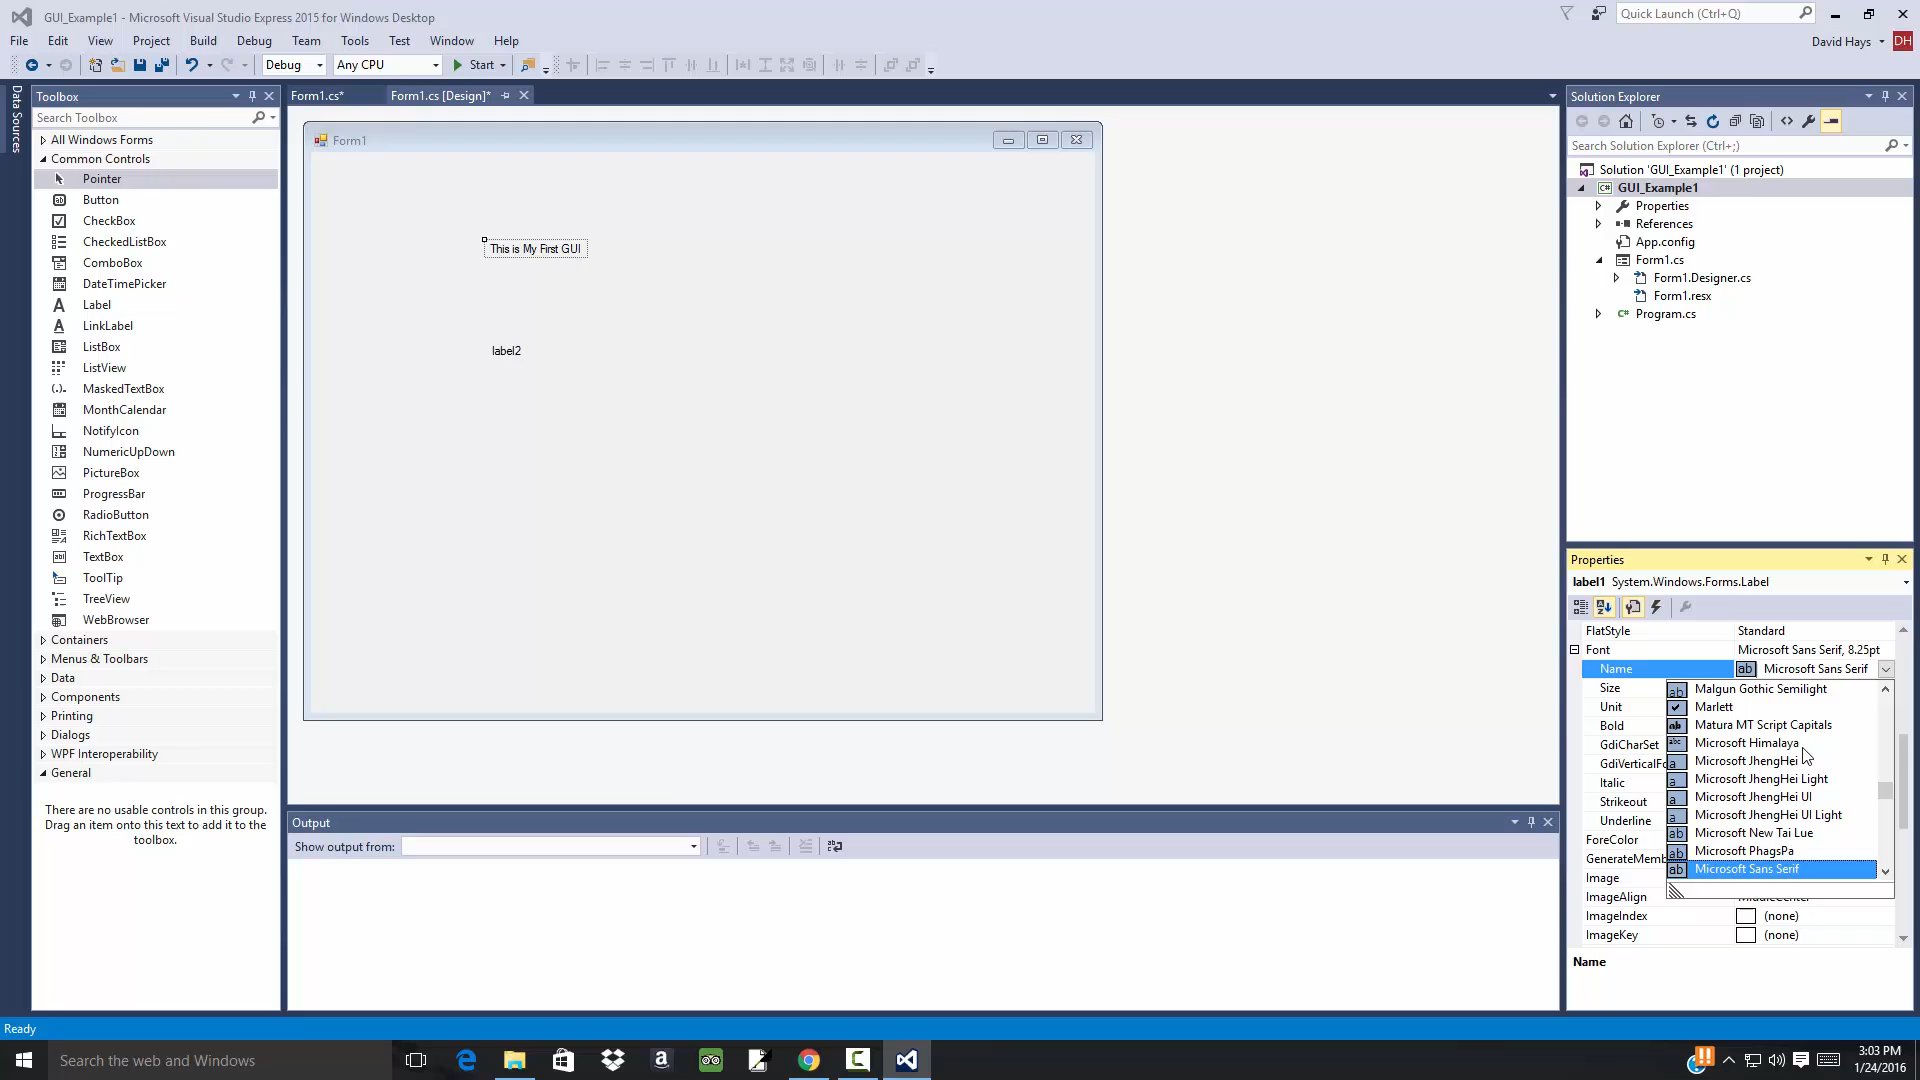 GUI_Example1 - Microsoft Visual Studio Express 2015 for Windows Desktop
Quick Launch (Ctrl+Q)
File Edit View Project Build Debug Team Tools Test Window Help
David Hays DH
Debug Any CPU Start
Data Sources
Toolbox
Search Toolbox
All Windows Forms
Common Controls
Pointer
Button
CheckBox
CheckedListBox
ComboBox
DateTimePicker
Label
LinkLabel
ListBox
ListView
MaskedTextBox
MonthCalendar
NotifyIcon
NumericUpDown
PictureBox
ProgressBar
RadioButton
RichTextBox
TextBox
ToolTip
TreeView
WebBrowser
Containers
Menus & Toolbars
Data
Components
Printing
Dialogs
WPF Interoperability
General
There are no usable controls in this group.
Drag an item onto this text to add it to the
toolbox.
Form1.cs* Form1.cs [Design]*
Form1
This is My First GUI
label2
Output
Show output from:
Solution Explorer
Search Solution Explorer (Ctrl+;)
Solution 'GUI_Example1' (1 project)
GUI_Example1
Properties
References
App.config
Form1.cs
Form1.Designer.cs
Form1.resx
Program.cs
Properties
label1 System.Windows.Forms.Label
FlatStyle Standard
Font Microsoft Sans Serif, 8.25pt
Name ab Microsoft Sans Serif
Size
Unit
Bold
GdiCharSet
GdiVerticalFo
Italic
Strikeout
Underline
ForeColor
GenerateMemb
Image
ImageAlign
ImageIndex (none)
ImageKey (none)
Malgun Gothic Semilight
Marlett
Matura MT Script Capitals
Microsoft Himalaya
Microsoft JhengHei
Microsoft JhengHei Light
Microsoft JhengHei UI
Microsoft JhengHei UI Light
Microsoft New Tai Lue
Microsoft PhagsPa
Microsoft Sans Serif
Name
Ready
Search the web and Windows
3:03 PM
1/24/2016